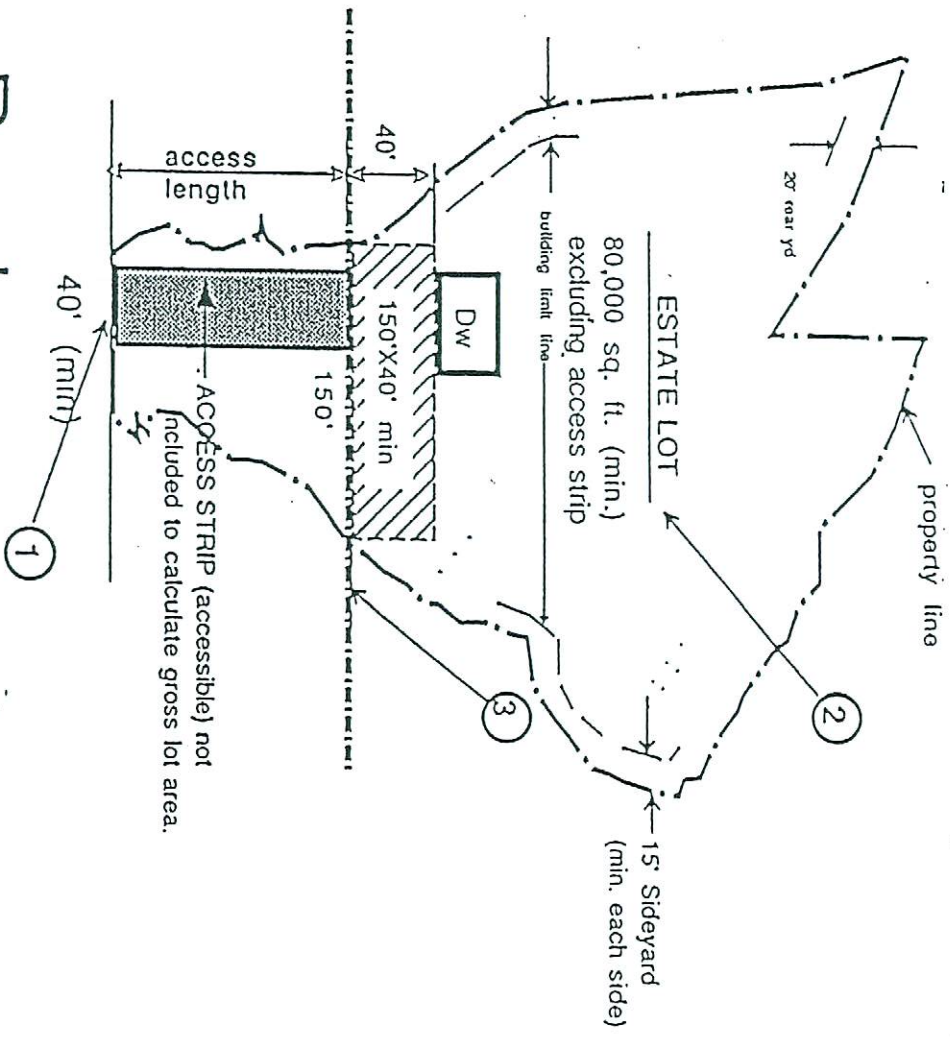 property line
20' rear yd
ESTATE LOT
80,000 sq. ft. (min.)
excluding access strip
2
building limit line
15' Sideyard
(min. each side)
Dw
40'
150'X40' min
150'
3
access
length
ACCESS STRIP (accessible) not
included to calculate gross lot area.
40' (min)
1